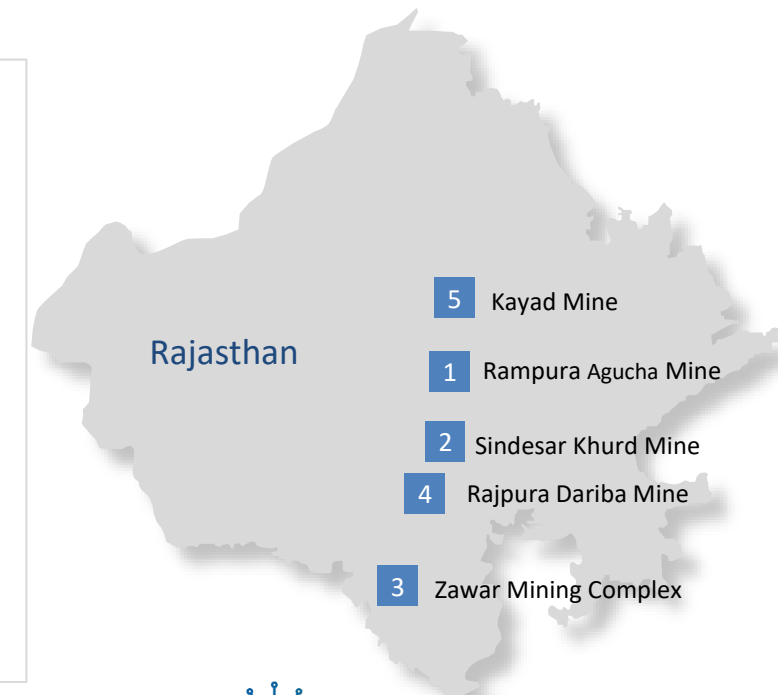 5 Kayad Mine
Rajasthan
1 Rampura Agucha Mine
2 Sindesar Khurd Mine
4 Rajpura Dariba Mine
3 Zawar Mining Complex